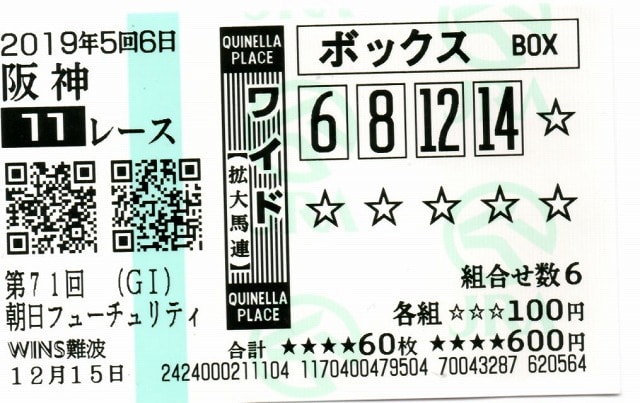 2019年5回6日
阪神
11レース
第71回 (GI)
朝日フューチュリティ
WINS難波
12月15日
QUINELLA
PLACE
ワイド
【拡大馬連】
QUINELLA
PLACE
ボックス BOX
6 8 12 14 ☆
☆ ☆ ☆ ☆ ☆
組合せ数6
各組 ☆☆☆100円
合計 ★★★★60枚 ★★★★600円
2424000211104 1170400479504 70043287 620564